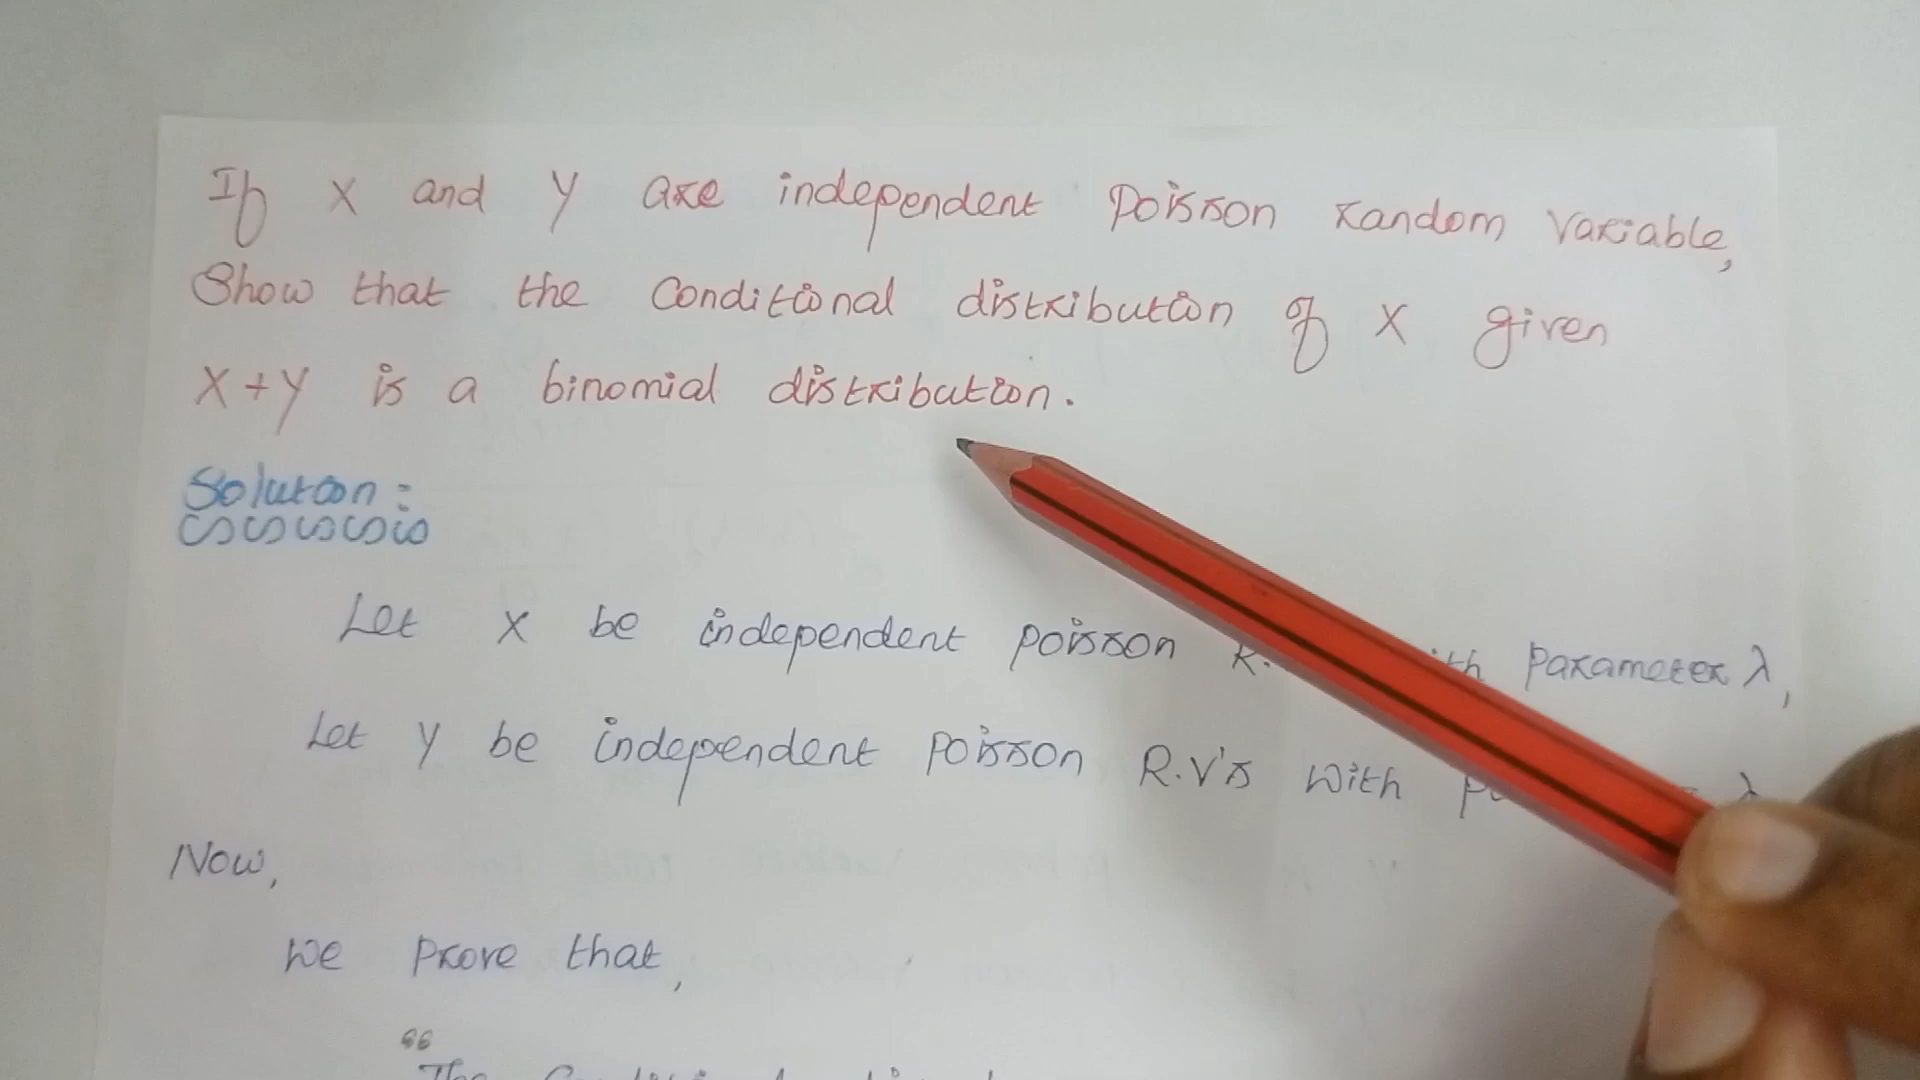 If X and Y are independent Poisson random Variable,
Show that the Conditional distribution of X given
X+Y is a binomial distribution.
Solution:
Let X be independent poisson R. ith Parameter λ,
Let Y be independent Poisson R.V's with λ
Now,
We Prove that,
"
The